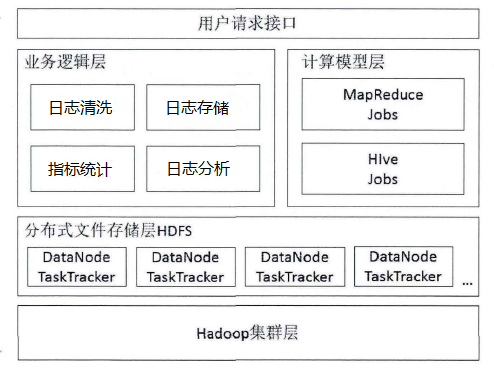 用户请求接口
业务逻辑层
日志清洗
日志存储
指标统计
日志分析
计算模型层
MapReduce
Jobs
HIve
Jobs
分布式文件存储层HDFS
DataNode
TaskTracker
DataNode
TaskTracker
DataNode
TaskTracker
DataNode
TaskTracker
...
Hadoop集群层